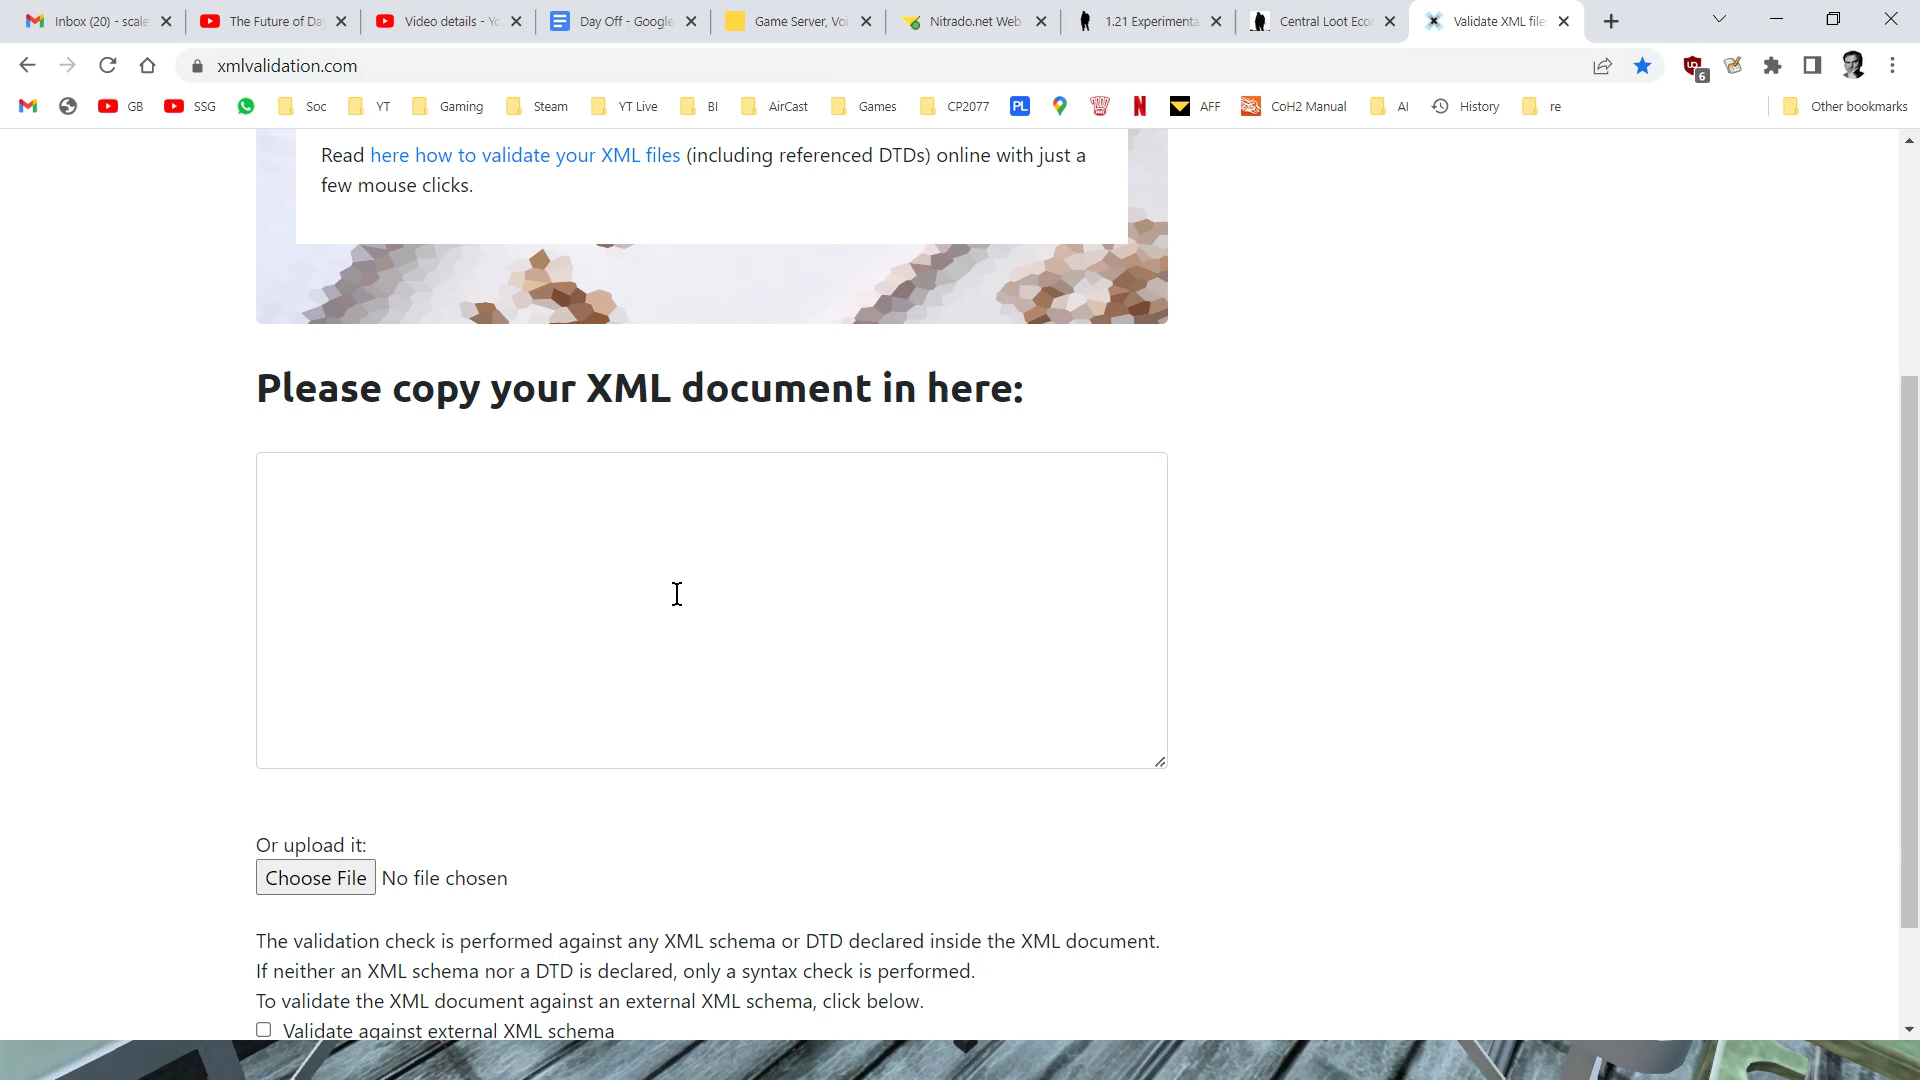 Inbox (20) - scale
The Future of Da
Video details - Yo
Day Off - Google
Game Server, Voi
Nitrado.net Web
1.21 Experimenta
Central Loot Econ
Validate XML file
xmlvalidation.com
6
GB
SSG
Soc
YT
Gaming
Steam
YT Live
BI
AirCast
Games
CP2077
PL
N
AFF
CoH2 Manual
AI
History
re
Other bookmarks
Read here how to validate your XML files (including referenced DTDs) online with just a
few mouse clicks.
Please copy your XML document in here:
Or upload it:
Choose File No file chosen
The validation check is performed against any XML schema or DTD declared inside the XML document.
If neither an XML schema nor a DTD is declared, only a syntax check is performed.
To validate the XML document against an external XML schema, click below.
Validate against external XML schema